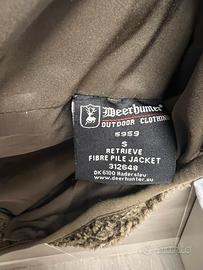 Deerhunter
OUTDOOR CLOTHING
5959
S
RETRIEVE
FIBRE PILE JACKET
312648
DK 6100 Haderslev
www.deerhunter.eu